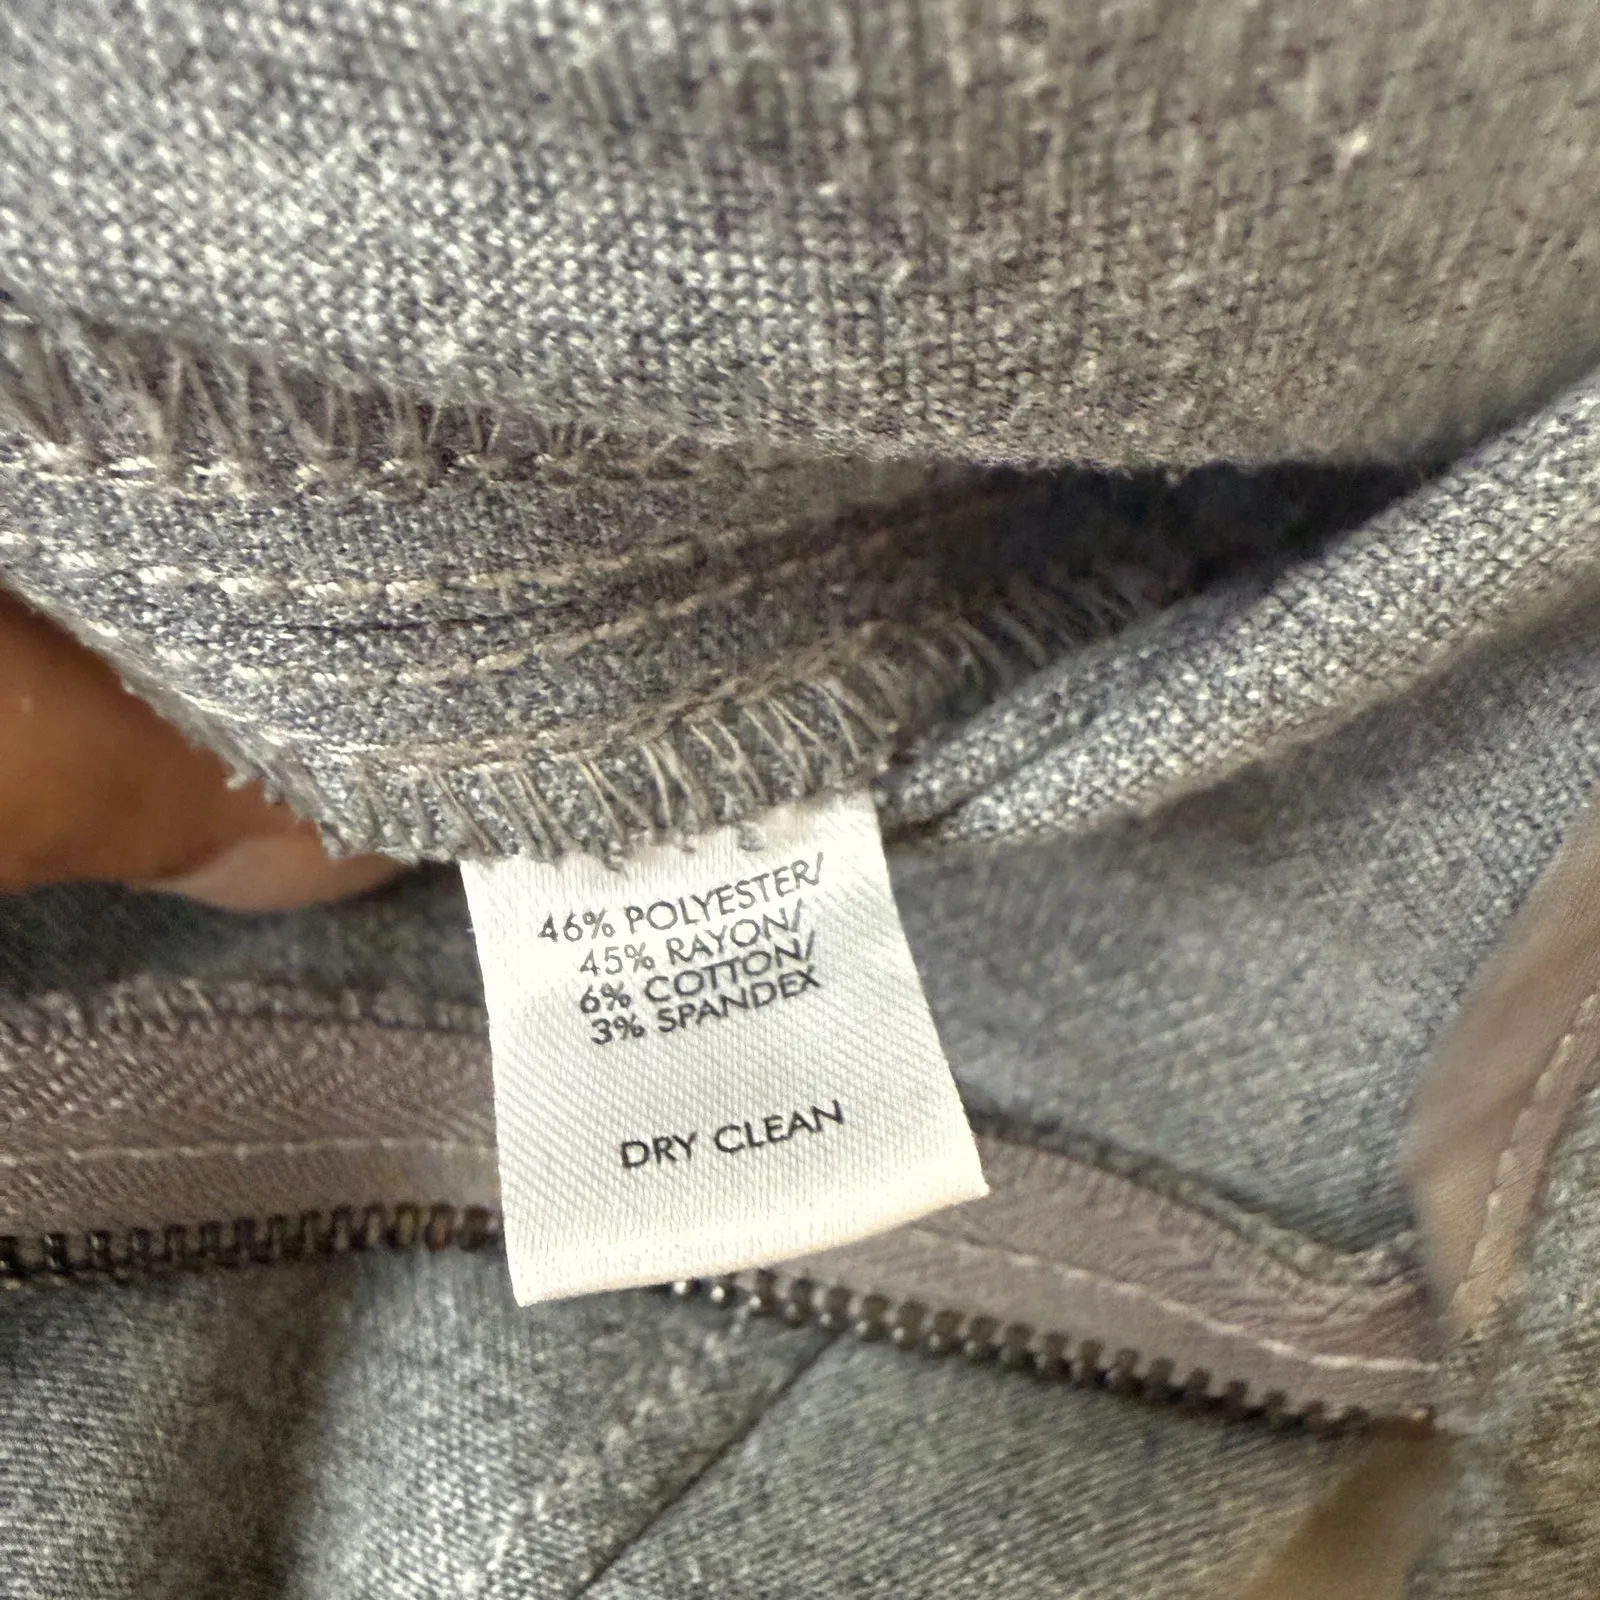 46% POLYESTER/
45% RAYON/
6% COTTON/
3% SPANDEX
DRY CLEAN